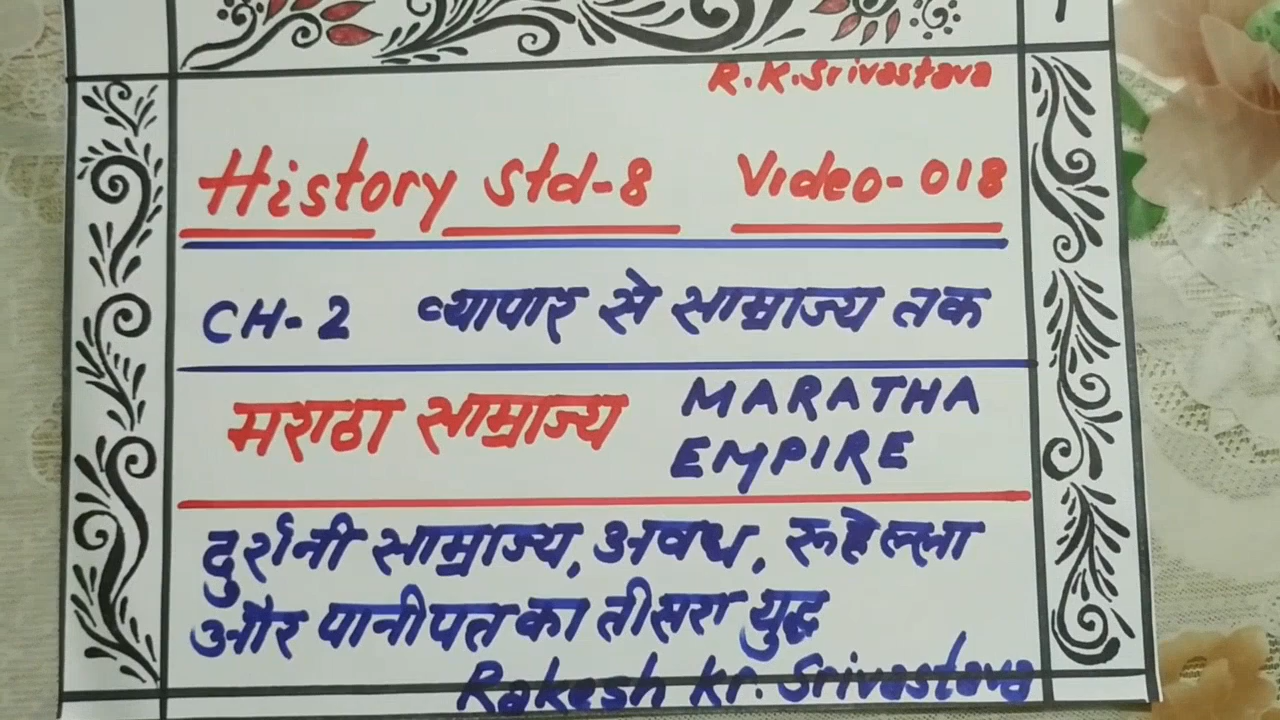 R.K.Srivastava
History Std-8 Video-018
CH-2 व्यापार से साम्राज्य तक
मराठा साम्राज्य MARATHA
EMPIRE
दुर्रानी साम्राज्य, अवध, रूहेल्ला
और पानीपत का तीसरा युद्ध
Rakesh Kr. Srivastava